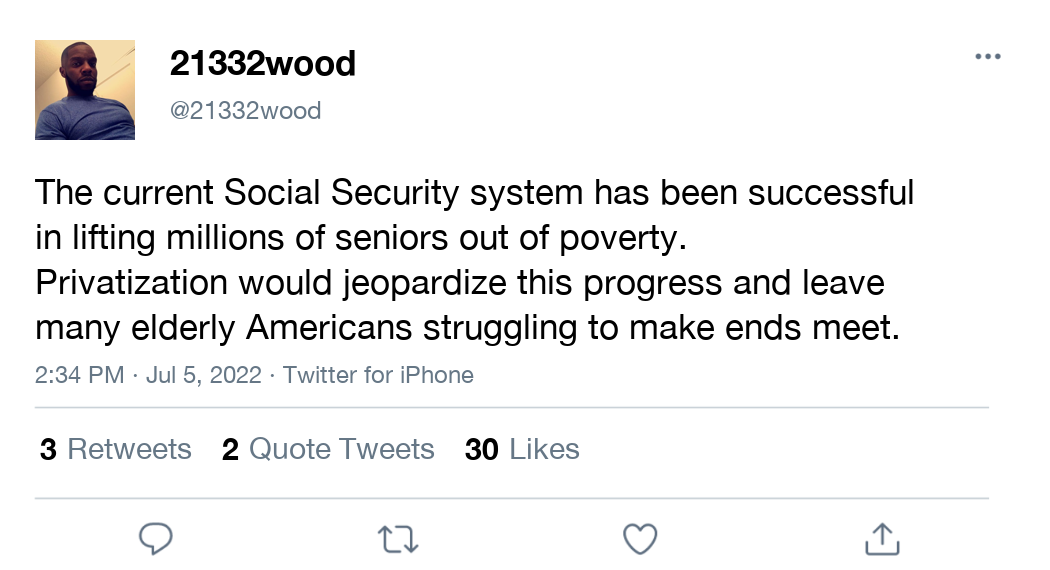 21332wood
@21332wood
The current Social Security system has been successful
in lifting millions of seniors out of poverty.
Privatization would jeopardize this progress and leave
many elderly Americans struggling to make ends meet.
2:34 PM · Jul 5, 2022 · Twitter for iPhone
3 Retweets 2 Quote Tweets 30 Likes